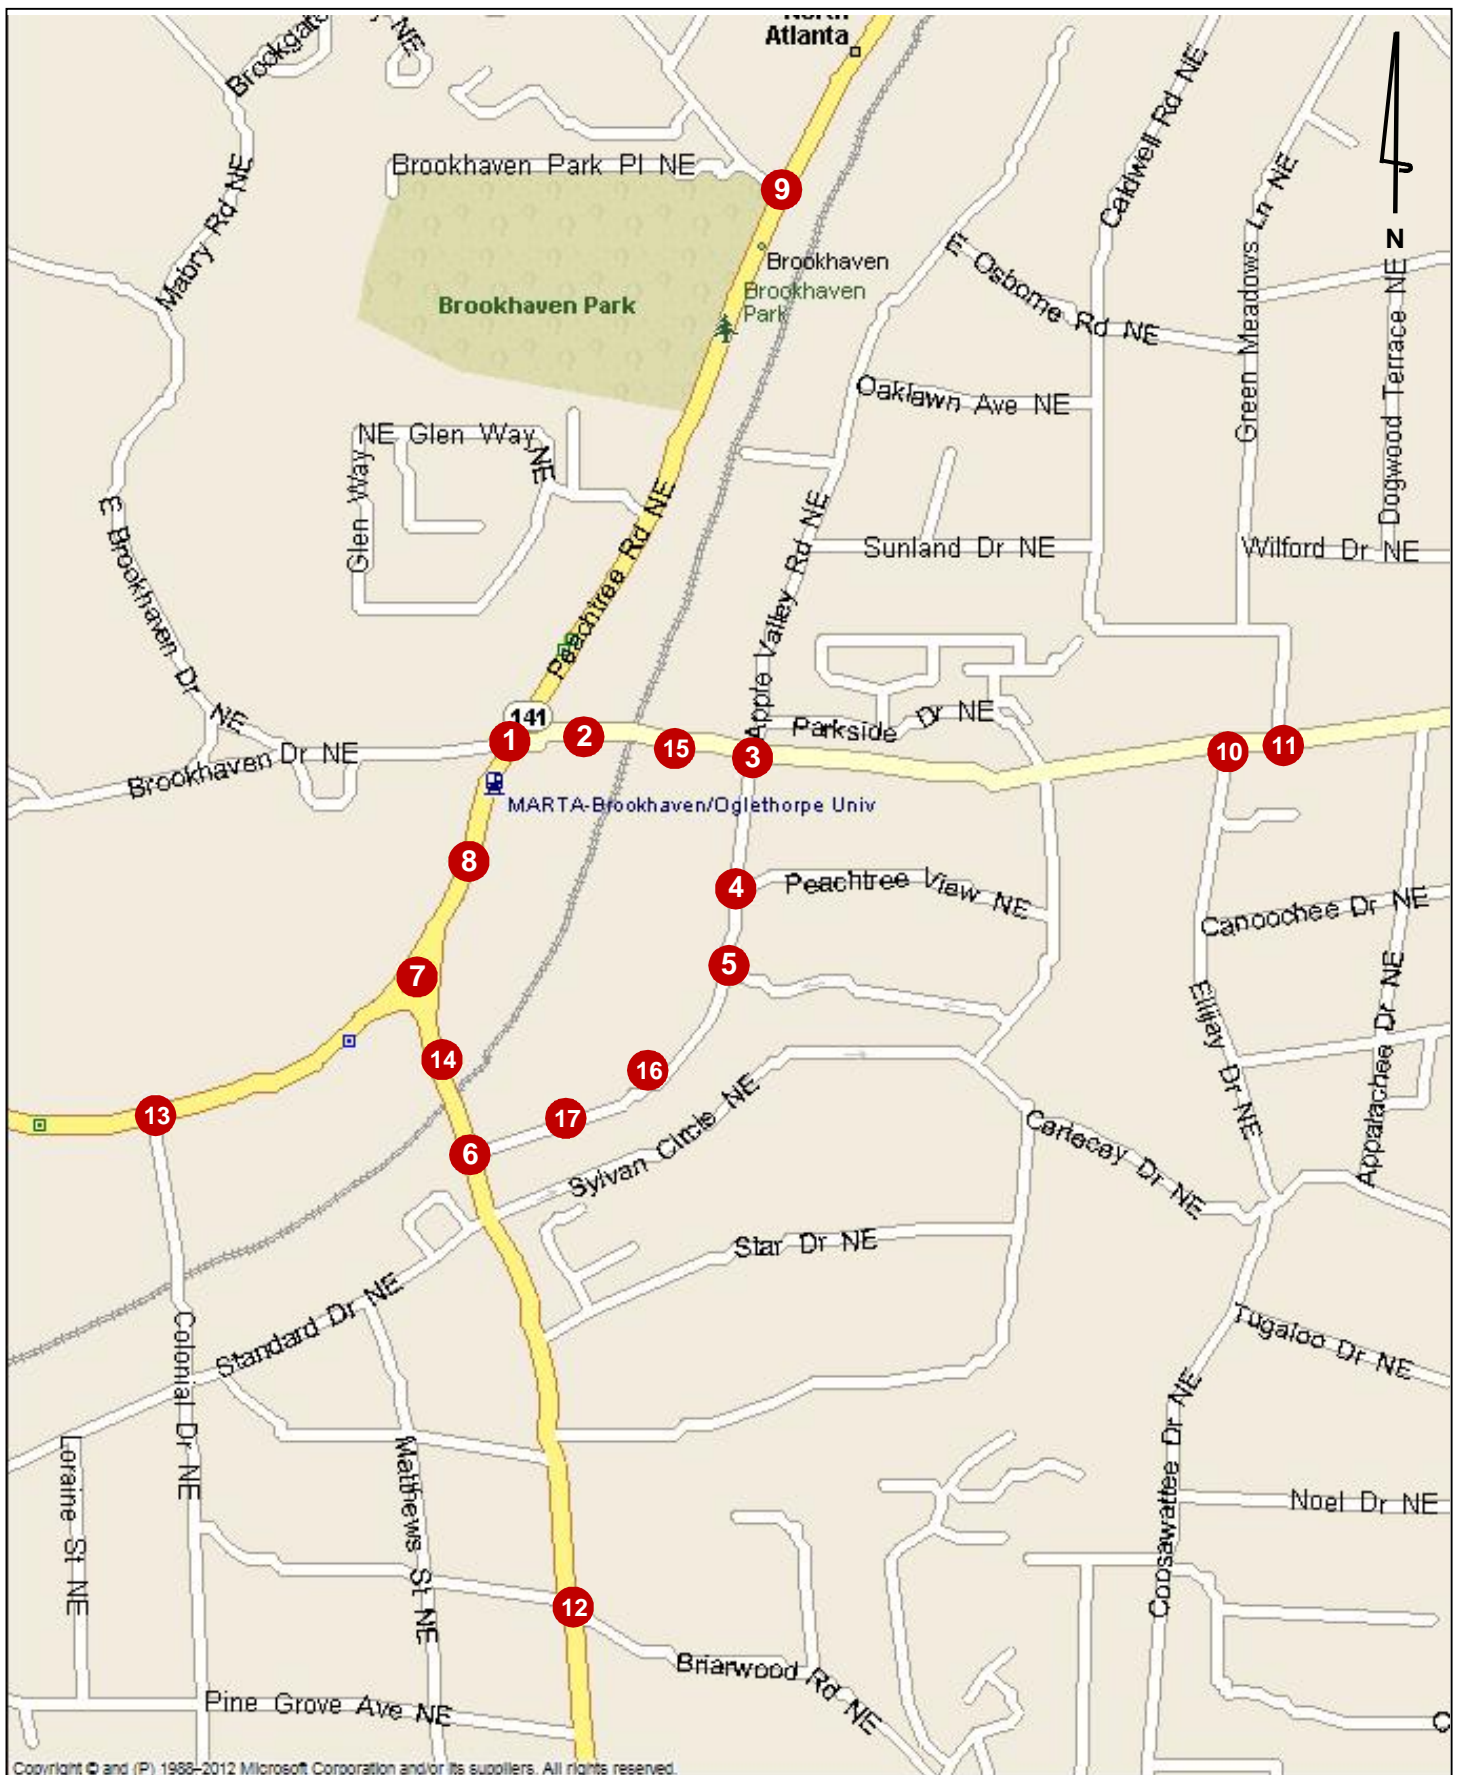 North
Atlanta
Brookgate
y NE
Caldwell Rd NE
Brookhaven Park Pl NE
9
Mabry Rd NE
Green Meadows Ln NE
N
Brookhaven
E Osborne Rd NE
Brookhaven
Park
Brookhaven Park
Dogwood Terrace NE
Oaklawn Ave NE
NE Glen Way NE
Glen Way
Peachtree Rd NE
Apple Valley Rd NE
Sunland Dr NE
Wilford Dr NE
E Brookhaven Dr NE
141
Parkside Dr NE
1
2
15
3
10
11
Brookhaven Dr NE
MARTA-Brookhaven/Oglethorpe Univ
8
4
Peachtree View NE
Canoochee Dr NE
5
7
Ellijay Dr NE
Appalachee Dr NE
14
16
13
17
6
Sylvan Circle NE
Cartecay Dr NE
Star Dr NE
Standard Dr NE
Colonial Dr NE
Tugaloo Dr NE
Loraine St NE
Matthews St NE
Coosawattee Dr NE
Noel Dr NE
12
Briarwood Rd NE
Pine Grove Ave NE
C
Copyright © and (P) 1988–2012 Microsoft Corporation and/or its suppliers. All rights reserved.